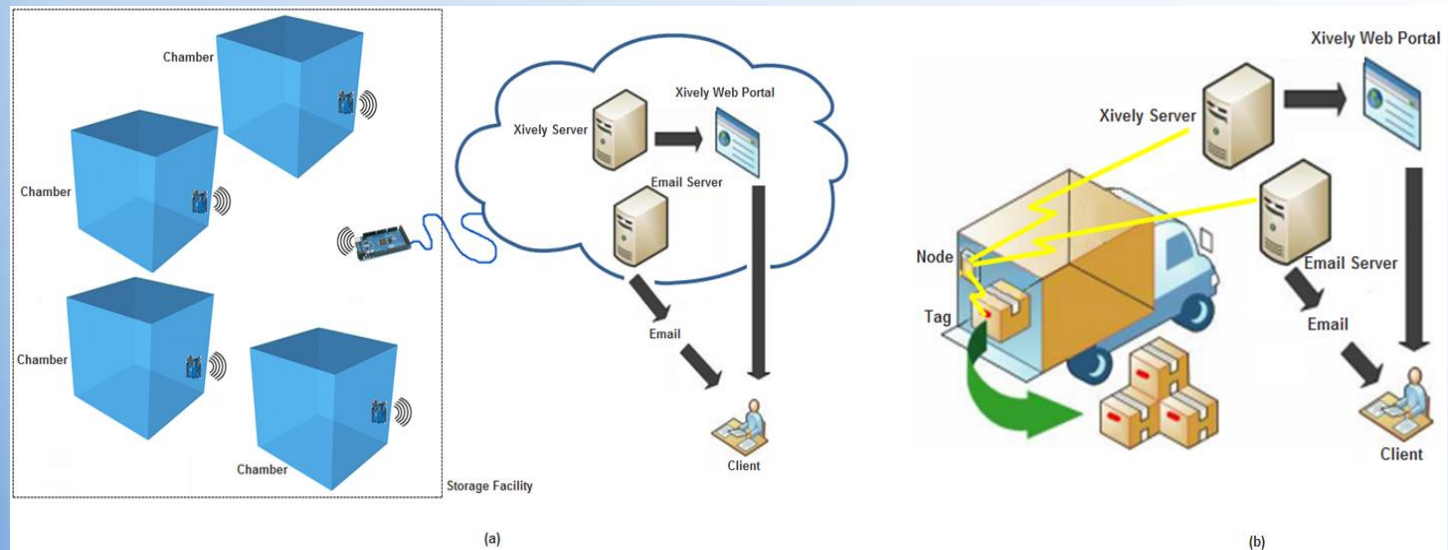 Chamber
Chamber
Chamber
Chamber
Storage Facility
Xively Web Portal
Xively Server
Email Server
Email
Client
(a)
Xively Web Portal
Xively Server
Node
Email Server
Tag
Email
Client
(b)